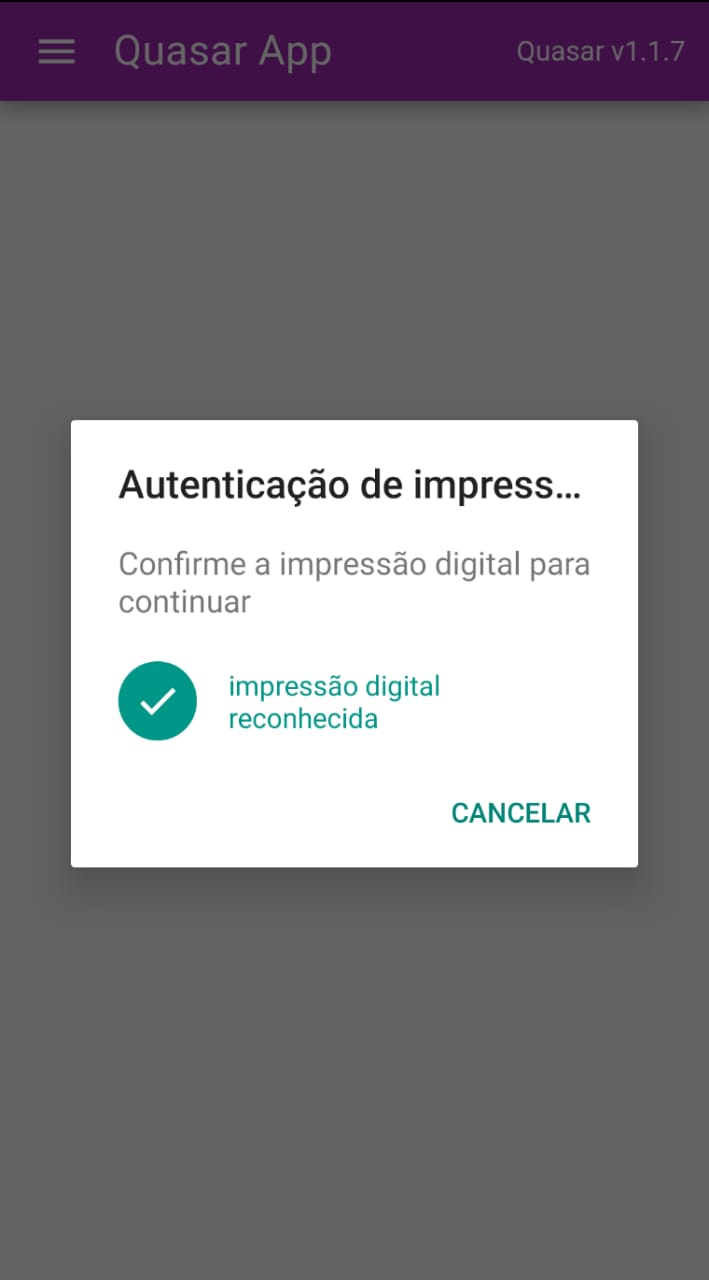 Quasar App
Quasar v1.1.7
Autenticação de impress...
Confirme a impressão digital para
continuar
impressão digital
reconhecida
CANCELAR